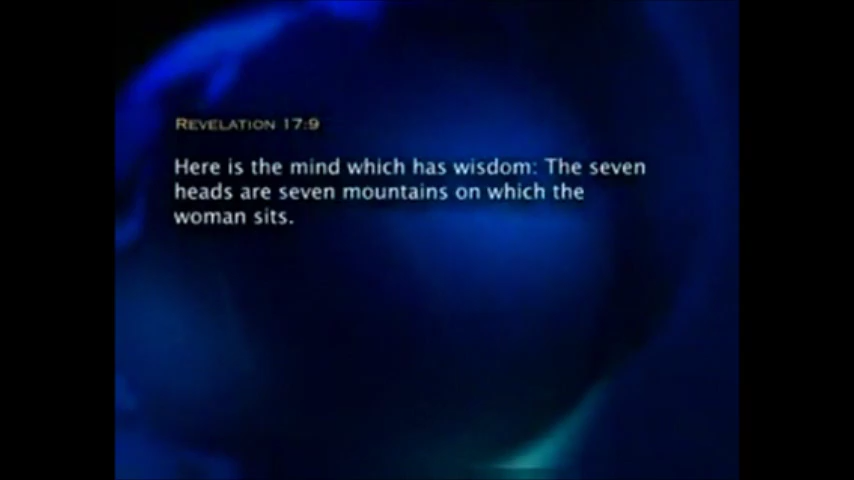 Revelation 17:9
Here is the mind which has wisdom: The seven
heads are seven mountains on which the
woman sits.